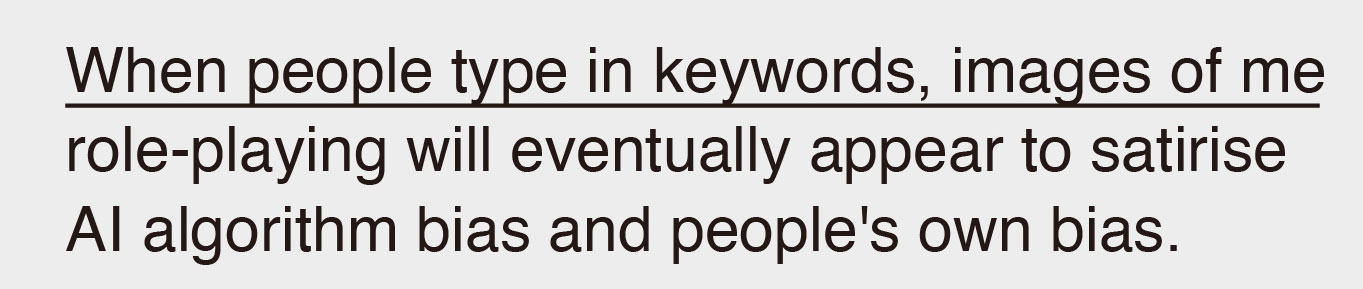 When people type in keywords, images of me
role-playing will eventually appear to satirise
AI algorithm bias and people's own bias.